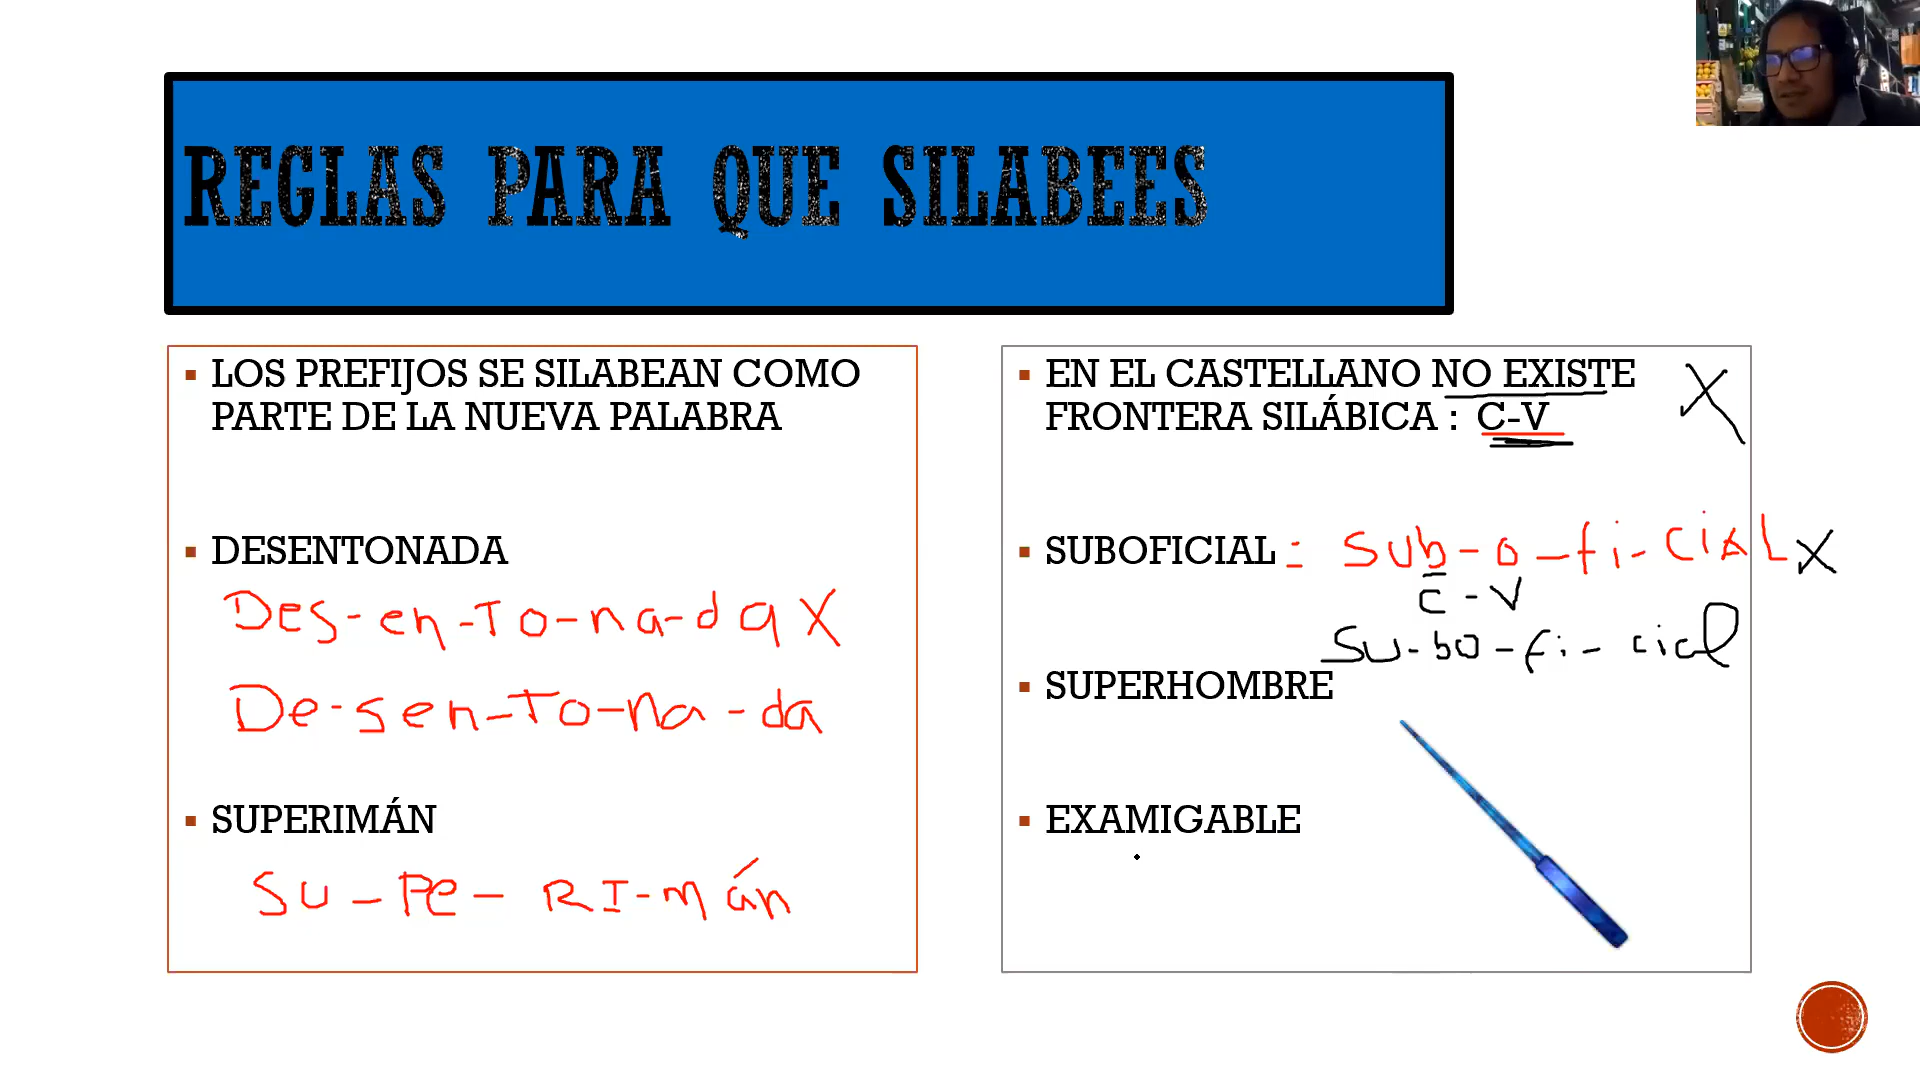 REGLAS PARA QUE SILABEES
▪ LOS PREFIJOS SE SILABEAN COMO
PARTE DE LA NUEVA PALABRA
▪ DESENTONADA
Des-en-To-na-da X
De-sen-To-na-da
▪ SUPERIMÁN
SU-Pe-RI-mán
▪ EN EL CASTELLANO NO EXISTE
FRONTERA SILÁBICA : C-V
X
▪ SUBOFICIAL : Sub-o-fi-ciaL X
C-V
Su-bo-fi-cial
▪ SUPERHOMBRE
▪ EXAMIGABLE